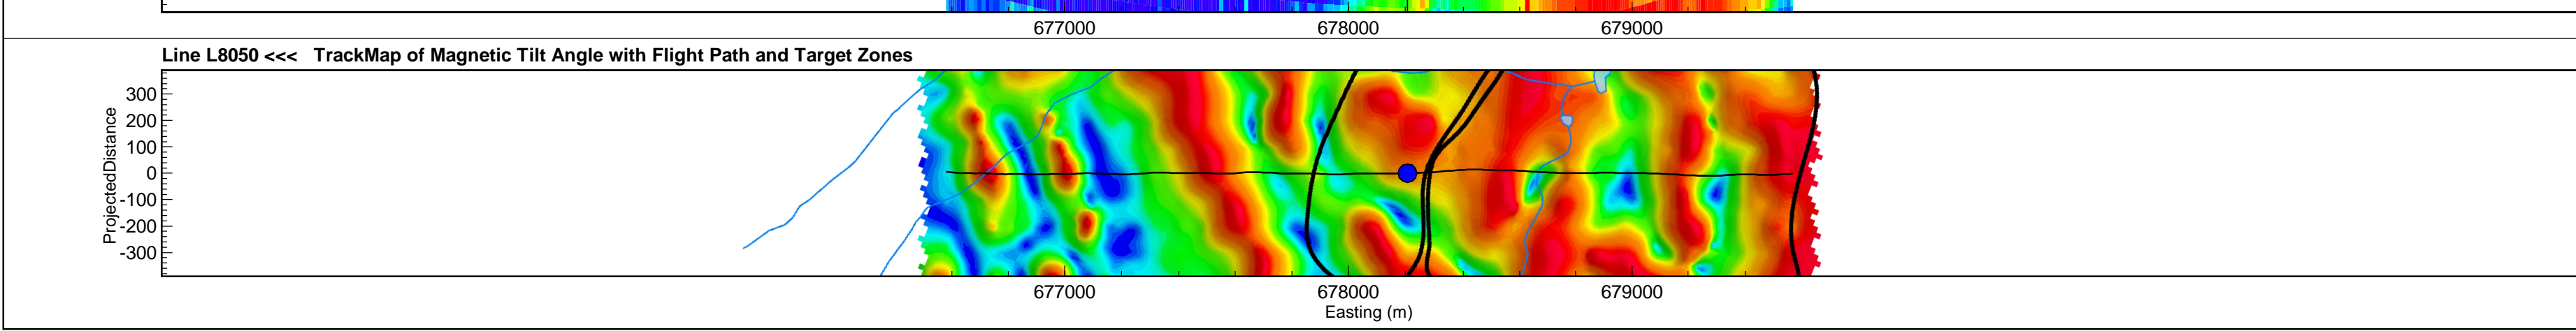 677000 678000 679000
Line L8050 <<< TrackMap of Magnetic Tilt Angle with Flight Path and Target Zones
ProjectedDistance
300
200
100
0
-100
-200
-300
677000 678000 679000
Easting (m)